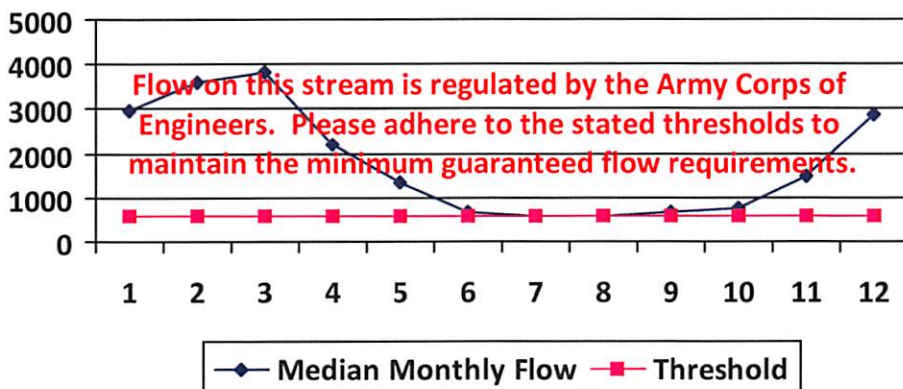 5000
4000
3000
2000
1000
0
Flow on this stream is regulated by the Army Corps of
Engineers. Please adhere to the stated thresholds to
maintain the minimum guaranteed flow requirements.
1 2 3 4 5 6 7 8 9 10 11 12
Median Monthly Flow Threshold